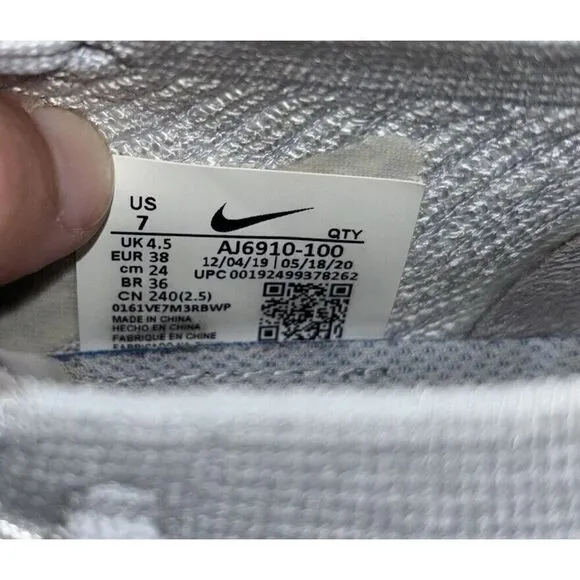 US
7
QTY
UK 4.5
AJ6910-100
EUR 38
12/04/19 05/18/20
cm 24
UPC 00192499378262
BR 36
CN 240(2.5)
0161VE7M3RBWP
MADE IN CHINA
HECHO EN CHINA
FABRIQUE EN CHINE